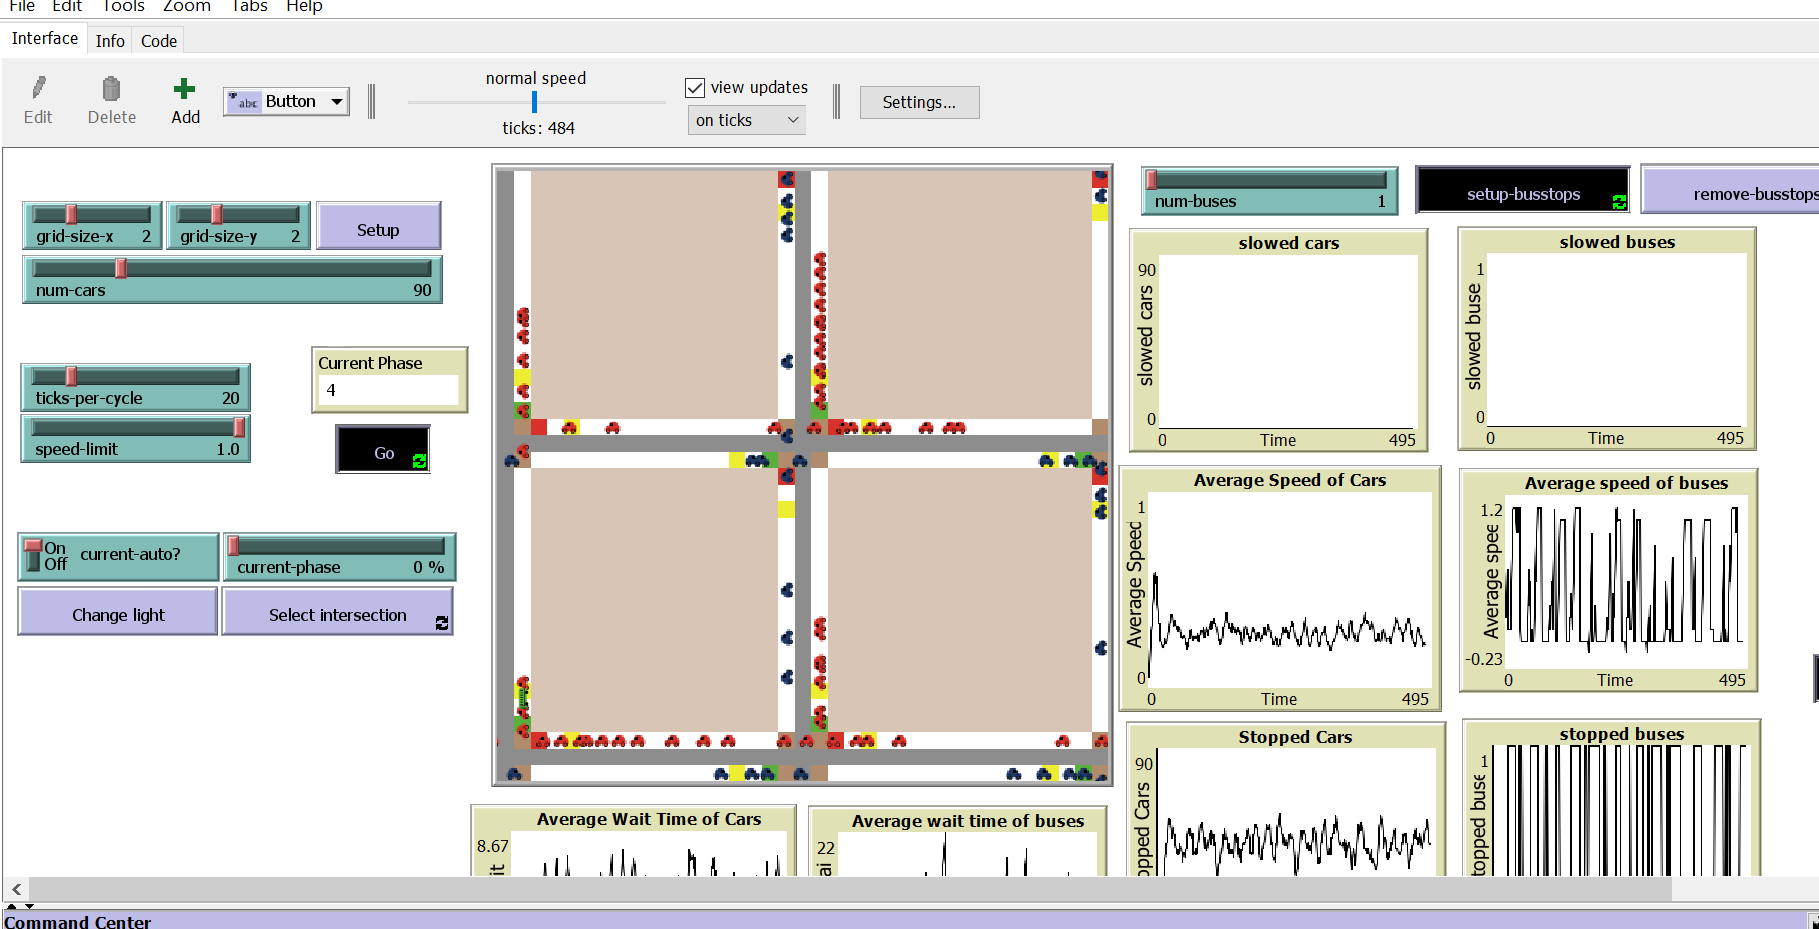 File Edit Tools Zoom Tabs Help
Interface Info Code
normal speed
view updates
Edit Delete Add abc Button
ticks: 484
on ticks
Settings...
grid-size-x 2
grid-size-y 2
Setup
num-cars 90
ticks-per-cycle 20
speed-limit 1.0
Current Phase
4
Go
On
Off
current-auto?
current-phase 0 %
Change light
Select intersection
num-buses 1
setup-busstops
remove-busstops
slowed cars
90
slowed cars
0
0 Time 495
slowed buses
1
slowed buse
0
0 Time 495
Average Speed of Cars
1
Average Speed
0
0 Time 495
Average speed of buses
1.2
Average speed
-0.23
0 Time 495
Stopped Cars
90
opped Cars
stopped buses
1
topped buse
Average Wait Time of Cars
8.67
it
Average wait time of buses
22
ai
Command Center